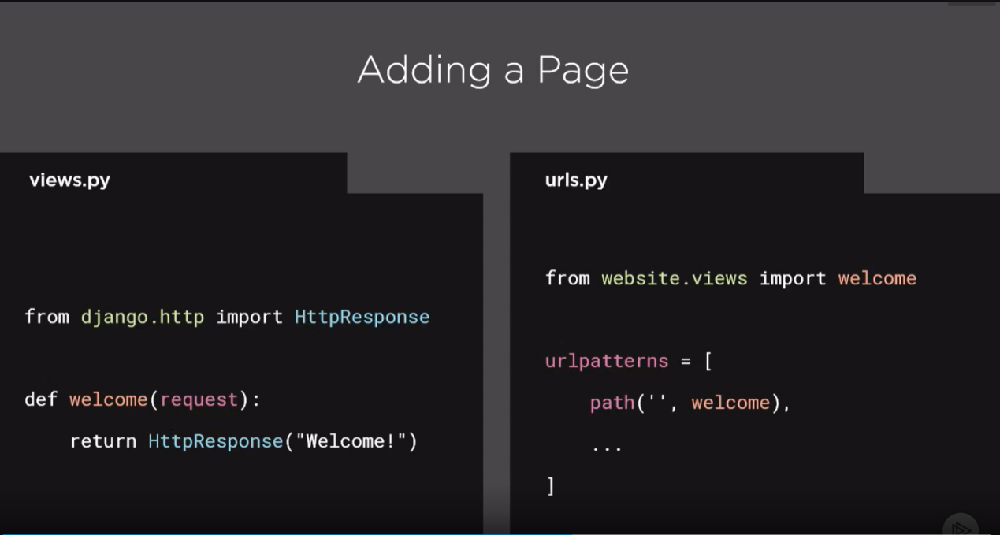 Adding a Page
views.py
from django.http import HttpResponse
def welcome(request):
    return HttpResponse("Welcome!")
urls.py
from website.views import welcome
urlpatterns = [
    path('', welcome),
    ...
]